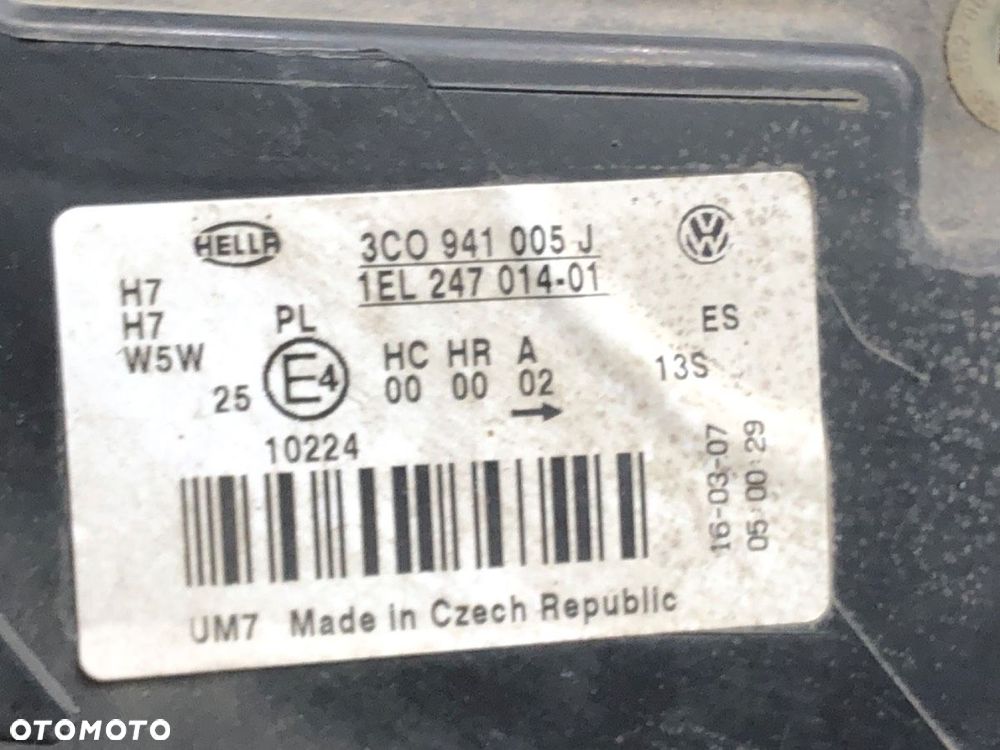 HELLA
3C0 941 005 J
1EL 247 014-01
H7
H7
W5W
PL
ES
25
E4
HC HR A
00 00 02
13S
10224
16-03-07
05:00:29
UM7 Made in Czech Republic
OTOMOTO